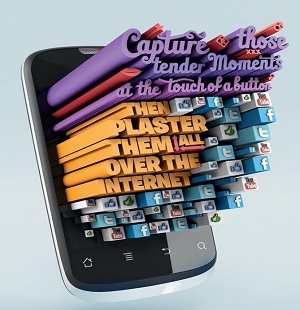 Capture those
xxx
tender Moments
at the touch of a button
THEN
PLASTER
THEM ALL
OVER THE
INTERNET